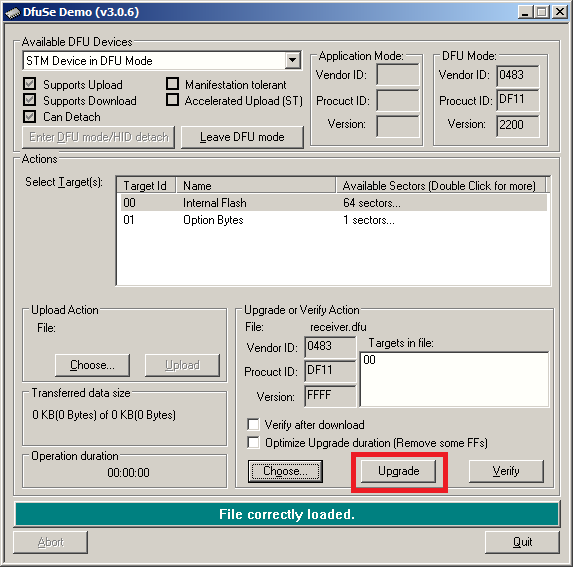 DfuSe Demo (v3.0.6)
Available DFU Devices
STM Device in DFU Mode
Supports Upload
Manifestation tolerant
Supports Download
Accelerated Upload (ST)
Can Detach
Enter DFU mode/HID detach
Leave DFU mode
Application Mode:
Vendor ID:
Procuct ID:
Version:
DFU Mode:
Vendor ID: 0483
Procuct ID: DF11
Version: 2200
Actions
Select Target(s):
Target Id Name Available Sectors (Double Click for more)
00 Internal Flash 64 sectors...
01 Option Bytes 1 sectors...
Upload Action
File:
Choose... Upload
Transferred data size
0 KB(0 Bytes) of 0 KB(0 Bytes)
Operation duration
00:00:00
Upgrade or Verify Action
File: receiver.dfu
Vendor ID: 0483
Procuct ID: DF11
Version: FFFF
Targets in file:
00
Verify after download
Optimize Upgrade duration (Remove some FFs)
Choose... Upgrade Verify
File correctly loaded.
Abort Quit